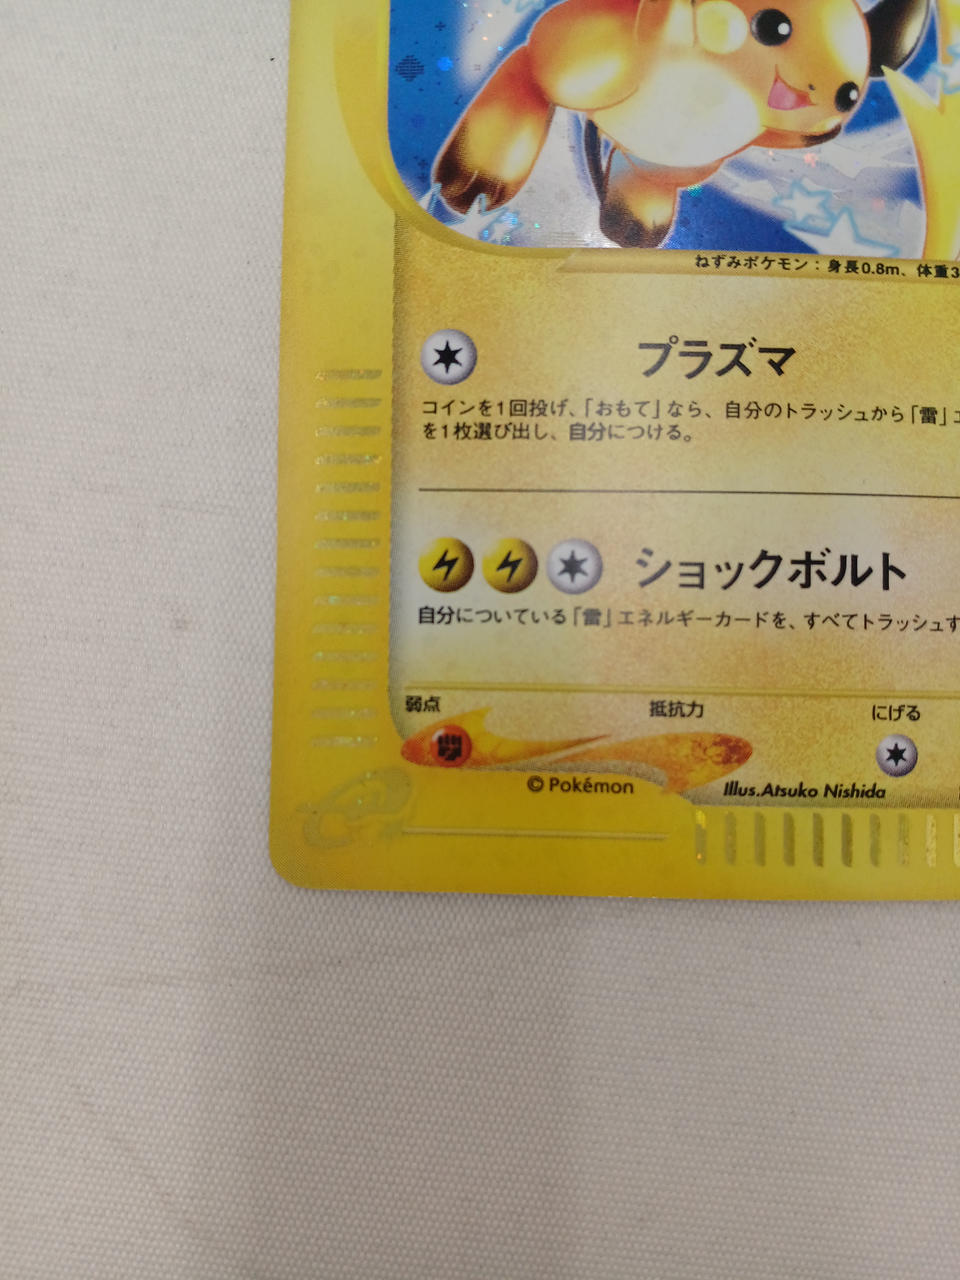 ねずみポケモン：身長0.8m、体重3
プラズマ
コインを1回投げ、「おもて」なら、自分のトラッシュから「雷」エ
を1枚選び出し、自分につける。
ショックボルト
自分についている「雷」エネルギーカードを、すべてトラッシュす
弱点 抵抗力 にげる
© Pokémon
Illus.Atsuko Nishida